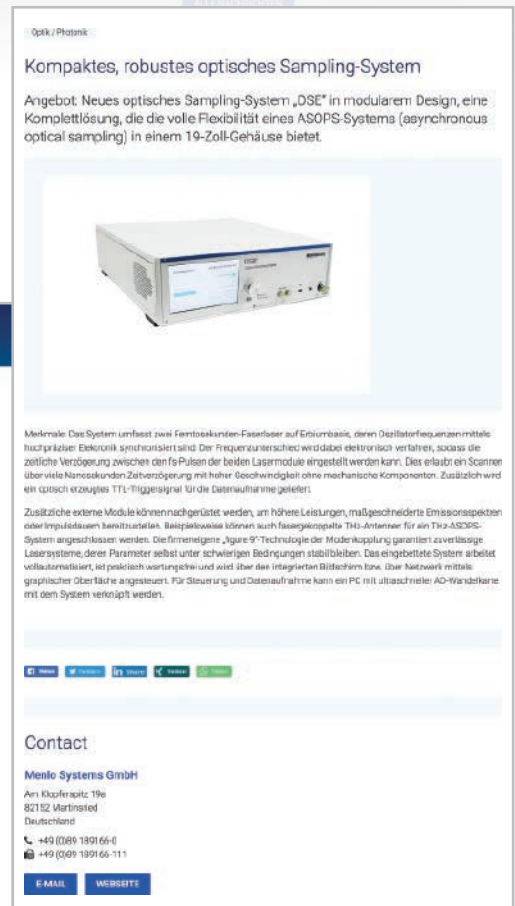 ALLE NACHRICHTEN
Optik / Photonik
Kompaktes, robustes optisches Sampling-System
Angebot: Neues optisches Sampling-System „OSE" in modularem Design, eine
Komplettlösung, die die volle Flexibilität eines ASOPS-Systems (asynchronous
optical sampling) in einem 19-Zoll-Gehäuse bietet.
Merkmale: Das System umfasst zwei Femtosekunden-Faserlaser auf Erbiumbasis, deren Oszillatorfrequenzen mittels
hochpräziser Elektronik synchronisiert sind. Der Frequenzunterschied wird dabei elektronisch verfahren, sodass die
zeitliche Verzögerung zwischen den fs-Pulsen der beiden Lasermodule eingestellt werden kann. Dies erlaubt ein Scannen
über viele Nanosekunden Zeitverzögerung mit hoher Geschwindigkeit ohne mechanische Komponenten. Zusätzlich wird
ein optisch erzeugtes TTL-Triggersignal für die Datenaufnahme geliefert.
Zusätzliche externe Module können nachgerüstet werden, um höhere Leistungen, maßgeschneiderte Emissionsspektren
oder Impulsdauern bereitzustellen. Beispielsweise können auch fasergekoppelte THz-Antennen für ein THz-ASOPS-
System angeschlossen werden. Die firmeneigene „figure 9"-Technologie der Modenkopplung garantiert zuverlässige
Lasersysteme, deren Parameter selbst unter schwierigen Bedingungen stabil bleiben. Das eingebettete System arbeitet
vollautomatisiert, ist praktisch wartungsfrei und wird über den integrierten Bildschirm bzw. über Netzwerk mittels
graphischer Oberfläche angesteuert. Für Steuerung und Datenaufnahme kann ein PC mit ultraschneller AD-Wandelkarte
mit dem System verknüpft werden.
Contact
Menlo Systems GmbH
Am Klopferspitz 19a
82152 Martinsried
Deutschland
+49 (0)89 189166-0
+49 (0)89 189166-111
E-MAIL WEBSEITE